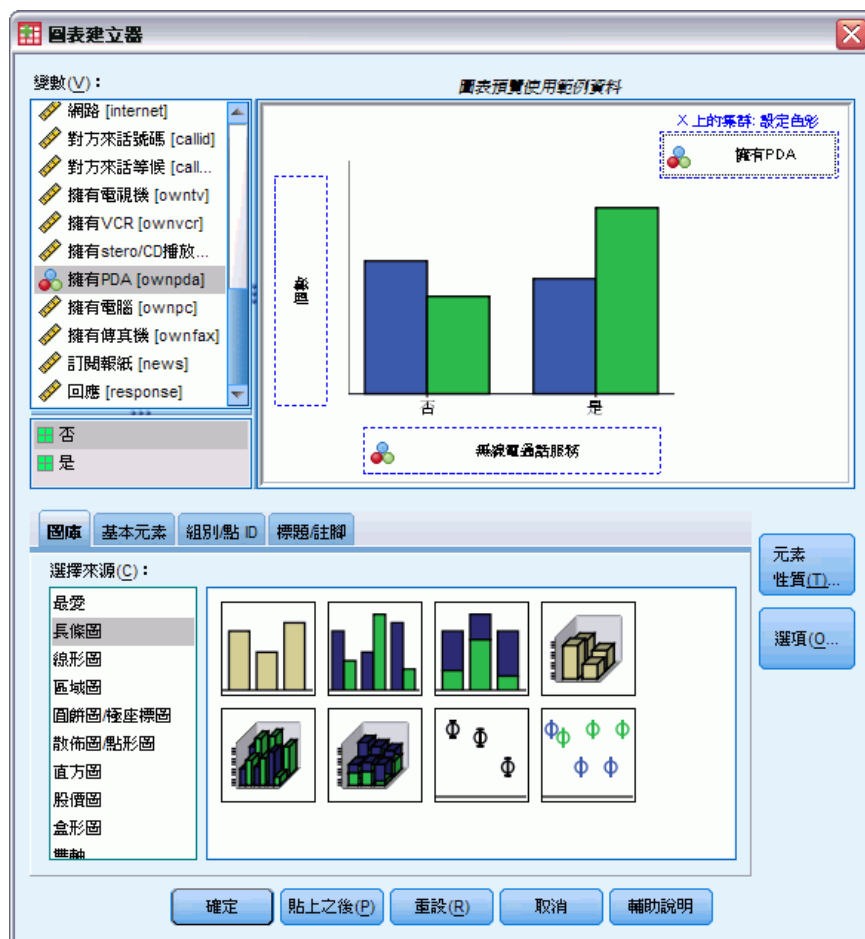 圖表建立器
變數(V)：
網路 [internet]
對方來話號碼 [callid]
對方來話等候 [call...
擁有電視機 [owntv]
擁有VCR [ownvcr]
擁有stero/CD播放...
擁有PDA [ownpda]
擁有電腦 [ownpc]
擁有傳真機 [ownfax]
訂閱報紙 [news]
回應 [response]
否
是
圖表預覽使用範例資料
X 上的集群: 設定色彩
擁有PDA
個數
否
是
無線電通話服務
圖庫
基本元素
組別/點 ID
標題/註腳
選擇來源(C)：
最愛
長條圖
線形圖
區域圖
圓餅圖/極座標圖
散佈圖/點形圖
直方圖
股價圖
盒形圖
雙軸
元素
性質(T)...
選項(O...
確定
貼上之後(P)
重設(R)
取消
輔助說明